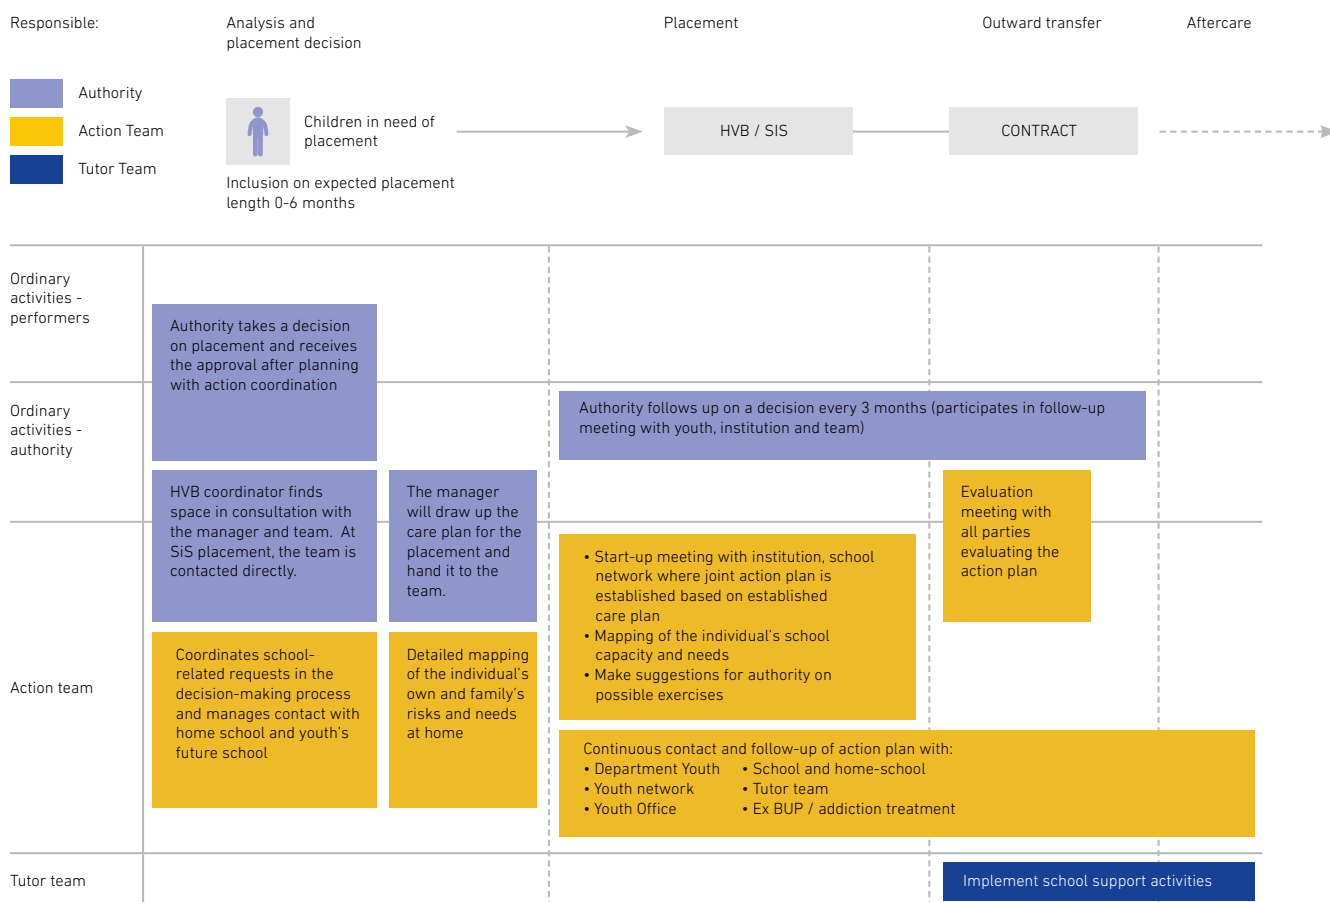 Responsible:
Analysis and
placement decision
Placement
Outward transfer
Aftercare
Authority
Action Team
Tutor Team
Children in need of
placement
Inclusion on expected placement
length 0-6 months
HVB / SIS
CONTRACT
Ordinary
activities -
performers
Authority takes a decision
on placement and receives
the approval after planning
with action coordination
Ordinary
activities -
authority
Authority follows up on a decision every 3 months (participates in follow-up
meeting with youth, institution and team)
HVB coordinator finds
space in consultation with
the manager and team.  At
SiS placement, the team is
contacted directly.
The manager
will draw up the
care plan for the
placement and
hand it to the
team.
Evaluation
meeting with
all parties
evaluating the
action plan
Action team
• Start-up meeting with institution, school
network where joint action plan is
established based on established
care plan
• Mapping of the individual's school
capacity and needs
• Make suggestions for authority on
possible exercises
Coordinates school-
related requests in the
decision-making process
and manages contact with
home school and youth's
future school
Detailed mapping
of the individual's
own and family's
risks and needs
at home
Continuous contact and follow-up of action plan with:
• Department Youth
• Youth network
• Youth Office
• School and home-school
• Tutor team
• Ex BUP / addiction treatment
Tutor team
Implement school support activities